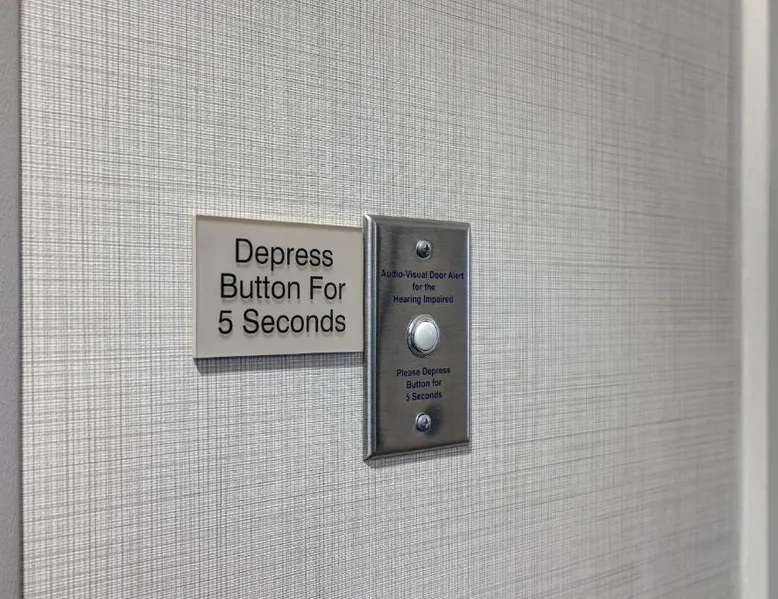 Depress
Button For
5 Seconds
Audio-Visual Door Alert
for the
Hearing Impaired
Please Depress
Button for
5 Seconds